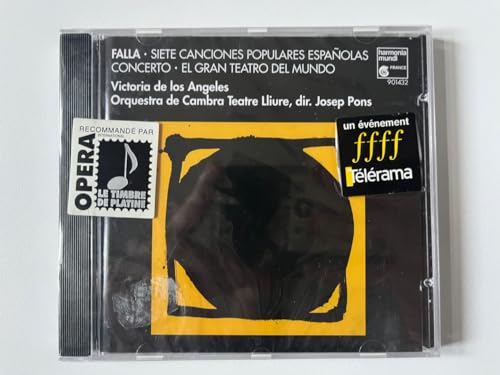 FALLA · SIETE CANCIONES POPULARES ESPAÑOLAS
CONCERTO · EL GRAN TEATRO DEL MUNDO
Victoria de los Angeles
Orquestra de Cambra Teatre Lliure, dir. Josep Pons
harmonia
mundi
FRANCE
901432
OPERA
INTERNATIONAL
RECOMMANDÉ PAR
LE TIMBRE
DE PLATINE
un événement
ffff
Télérama